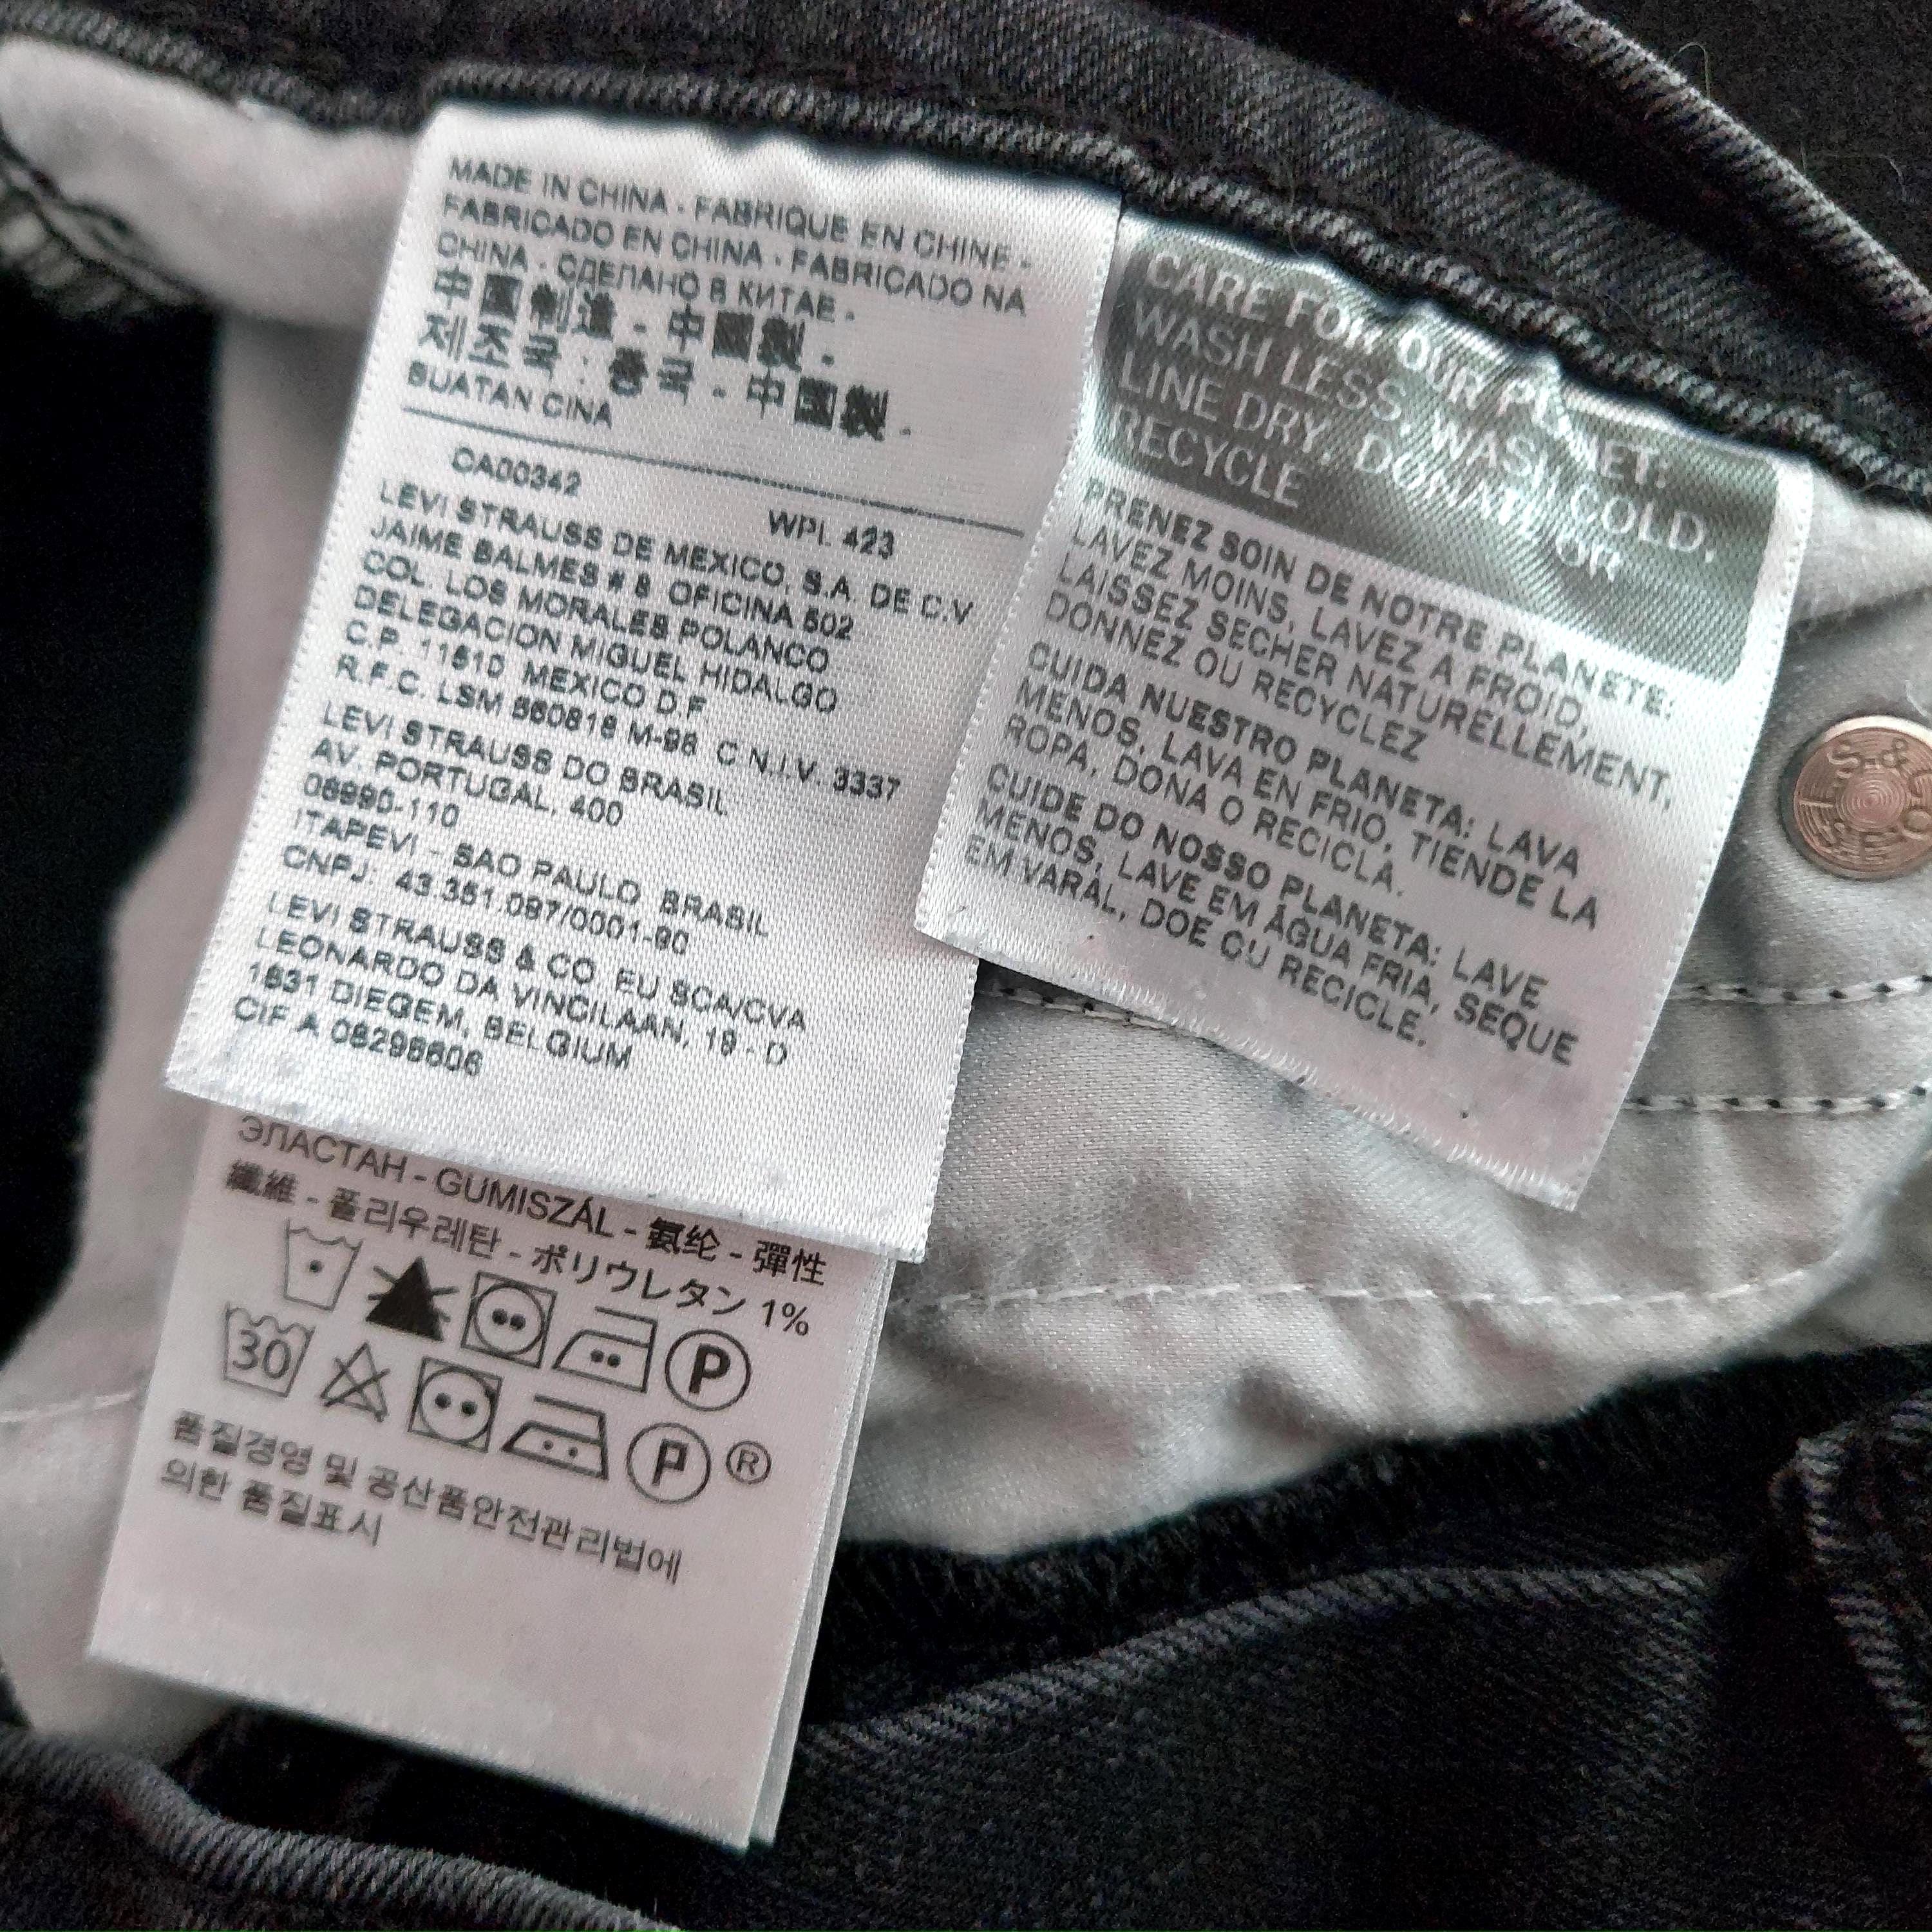 MADE IN CHINA - FABRIQUE EN CHINE -
FABRICADO EN CHINA - FABRICADO NA
CHINA - СДЕЛАНО В КИТАЕ -
中國制造 - 中國製 -
제조국 : 중국 - 中國製 -
BUATAN CINA
CA00342
WPL 423
LEVI STRAUSS DE MEXICO, S.A. DE C.V
JAIME BALMES # 8 OFICINA 502
COL. LOS MORALES POLANCO
DELEGACION MIGUEL HIDALGO
C.P. 11510 MEXICO D.F.
R.F.C. LSM 860818 M-98 C.N.I.V. 3337
LEVI STRAUSS DO BRASIL
AV. PORTUGAL, 400
06690-110
ITAPEVI - SAO PAULO BRASIL
CNPJ: 43.351.097/0001-90
LEVI STRAUSS & CO EU SCA/CVA
LEONARDO DA VINCILAAN, 19 - D
1831 DIEGEM, BELGIUM
CIF A 08298606
ЭЛАСТАН - GUMISZÁL - 氨纶 - 彈性
纖維 - 폴리우레탄 - ポリウレタン 1%
P
30
P ®
품질경영 및 공산품안전관리법에
의한 품질표시
CARE FOR OUR PLANET:
WASH LESS, WASH COLD,
LINE DRY, DONATE OR
RECYCLE
PRENEZ SOIN DE NOTRE PLANETE:
LAVEZ MOINS, LAVEZ A FROID,
LAISSEZ SECHER NATURELLEMENT,
DONNEZ OU RECYCLEZ
CUIDA NUESTRO PLANETA: LAVA
MENOS, LAVA EN FRIO, TIENDE LA
ROPA, DONA O RECICLA.
CUIDE DO NOSSO PLANETA: LAVE
MENOS, LAVE EM ÁGUA FRIA, SEQUE
EM VARAL, DOE OU RECICLE.